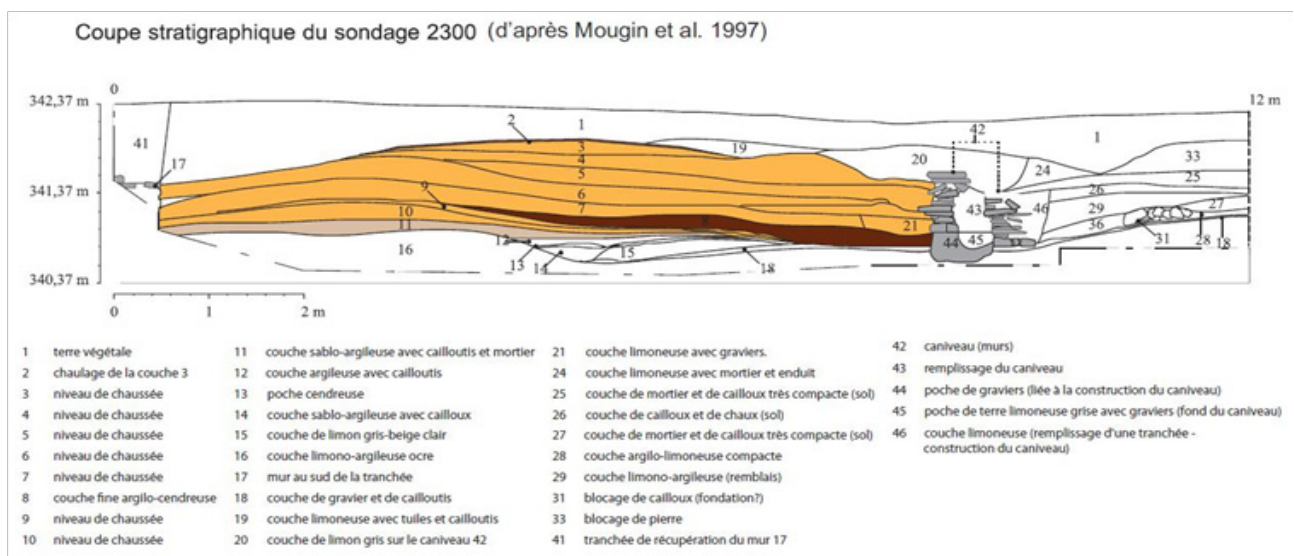 Coupe stratigraphique du sondage 2300 (d'après Mougin et al. 1997)
0
342,37 m
12 m
41
2
1
42
1
17
3
19
4
20
24
33
5
25
341,37 m
9
6
26
43
46
27
7
10
8
21
29
11
36
16
12
44
45
31
28
18
13
14
15
18
340,37 m
0 1 2 m
1 terre végétale
2 chaulage de la couche 3
3 niveau de chaussée
4 niveau de chaussée
5 niveau de chaussée
6 niveau de chaussée
7 niveau de chaussée
8 couche fine argilo-cendreuse
9 niveau de chaussée
10 niveau de chaussée
11 couche sablo-argileuse avec cailloutis et mortier
12 couche argileuse avec cailloutis
13 poche cendreuse
14 couche sablo-argileuse avec cailloux
15 couche de limon gris-beige clair
16 couche limono-argileuse ocre
17 mur au sud de la tranchée
18 couche de gravier et de cailloutis
19 couche limoneuse avec tuiles et cailloutis
20 couche de limon gris sur le caniveau 42
21 couche limoneuse avec graviers.
24 couche limoneuse avec mortier et enduit
25 couche de mortier et de cailloux très compacte (sol)
26 couche de cailloux et de chaux (sol)
27 couche de mortier et de cailloux très compacte (sol)
28 couche argilo-limoneuse compacte
29 couche limono-argileuse (remblais)
31 blocage de cailloux (fondation?)
33 blocage de pierre
41 tranchée de récupération du mur 17
42 caniveau (murs)
43 remplissage du caniveau
44 poche de graviers (liée à la construction du caniveau)
45 poche de terre limoneuse grise avec graviers (fond du caniveau)
46 couche limoneuse (remplissage d'une tranchée -
construction du caniveau)